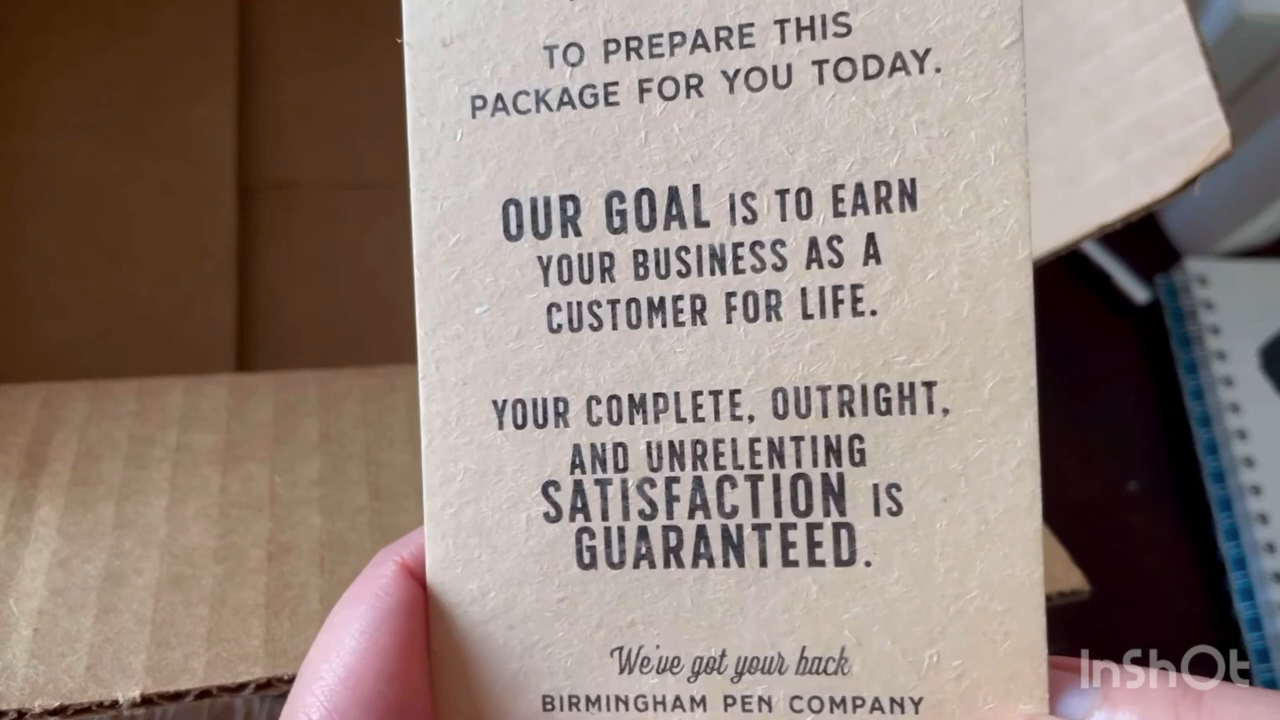 TO PREPARE THIS
PACKAGE FOR YOU TODAY.
OUR GOAL IS TO EARN
YOUR BUSINESS AS A
CUSTOMER FOR LIFE.
YOUR COMPLETE, OUTRIGHT,
AND UNRELENTING
SATISFACTION IS
GUARANTEED.
We've got your back
BIRMINGHAM PEN COMPANY
InShOt